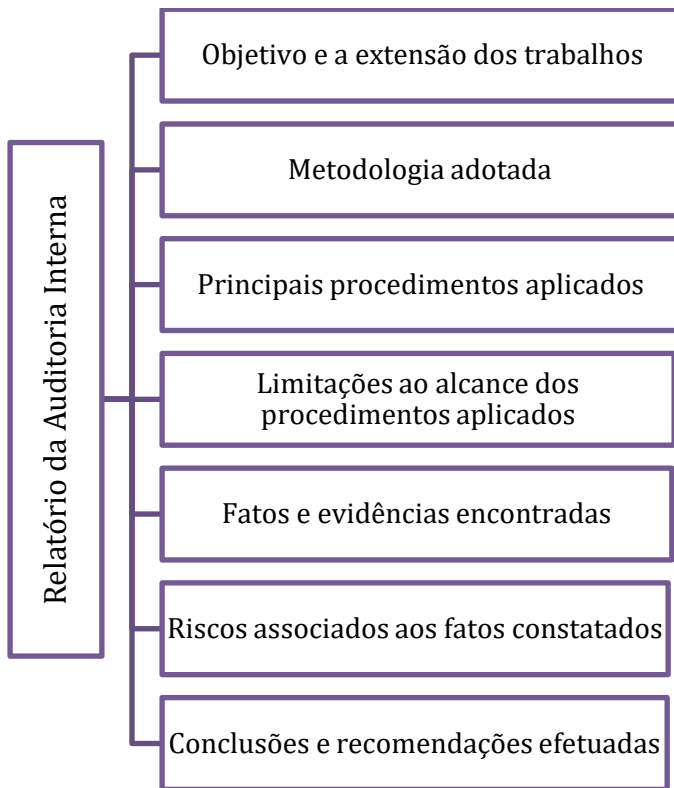 Relatório da Auditoria Interna
Objetivo e a extensão dos trabalhos
Metodologia adotada
Principais procedimentos aplicados
Limitações ao alcance dos
procedimentos aplicados
Fatos e evidências encontradas
Riscos associados aos fatos constatados
Conclusões e recomendações efetuadas